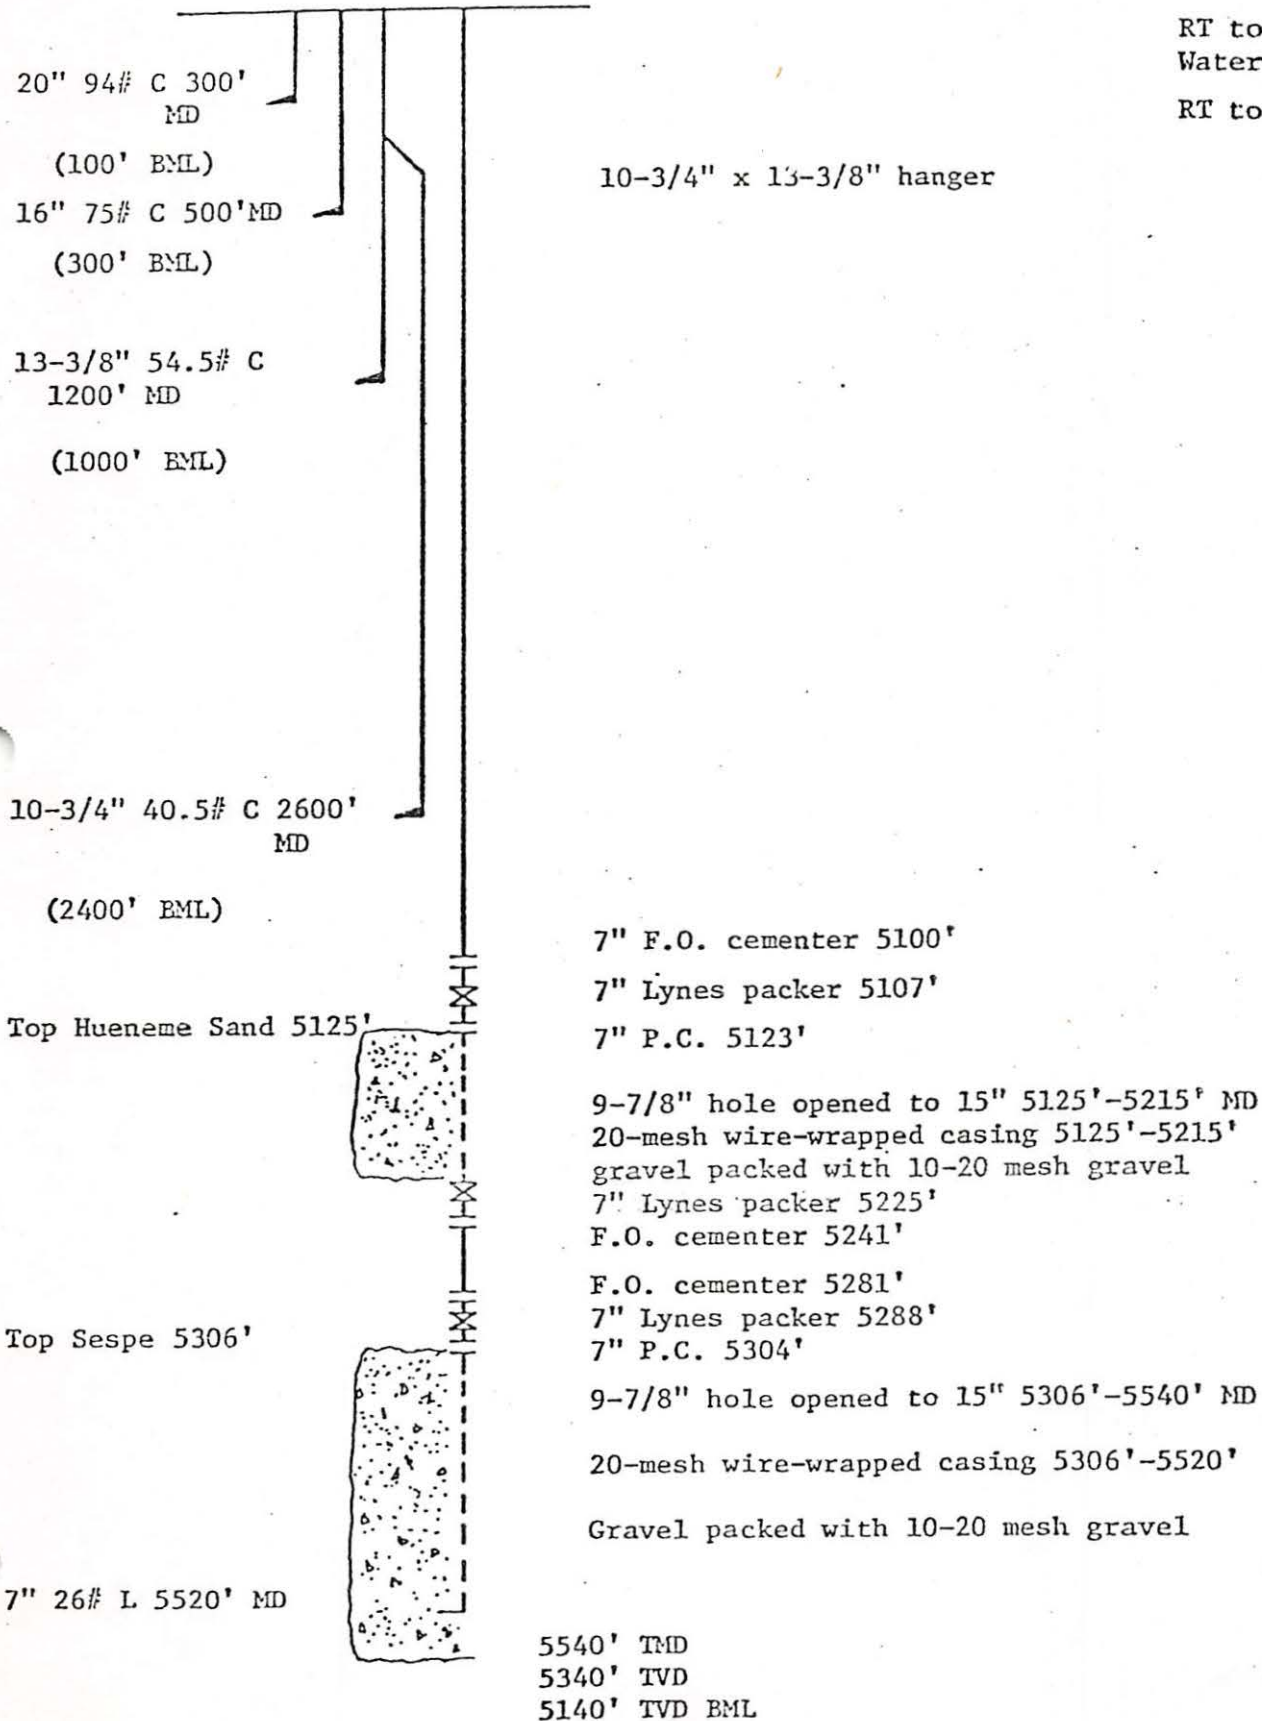 RT to
Water
RT to
20" 94# C 300'
MD
(100' BML)
10-3/4" x 13-3/8" hanger
16" 75# C 500'MD
(300' BML)
13-3/8" 54.5# C
1200' MD
(1000' BML)
10-3/4" 40.5# C 2600'
MD
(2400' BML)
7" F.O. cementer 5100'
7" Lynes packer 5107'
Top Hueneme Sand 5125'
7" P.C. 5123'
9-7/8" hole opened to 15" 5125'-5215' MD
20-mesh wire-wrapped casing 5125'-5215'
gravel packed with 10-20 mesh gravel
7" Lynes packer 5225'
F.O. cementer 5241'
F.O. cementer 5281'
7" Lynes packer 5288'
Top Sespe 5306'
7" P.C. 5304'
9-7/8" hole opened to 15" 5306'-5540' MD
20-mesh wire-wrapped casing 5306'-5520'
Gravel packed with 10-20 mesh gravel
7" 26# L 5520' MD
5540' TMD
5340' TVD
5140' TVD BML